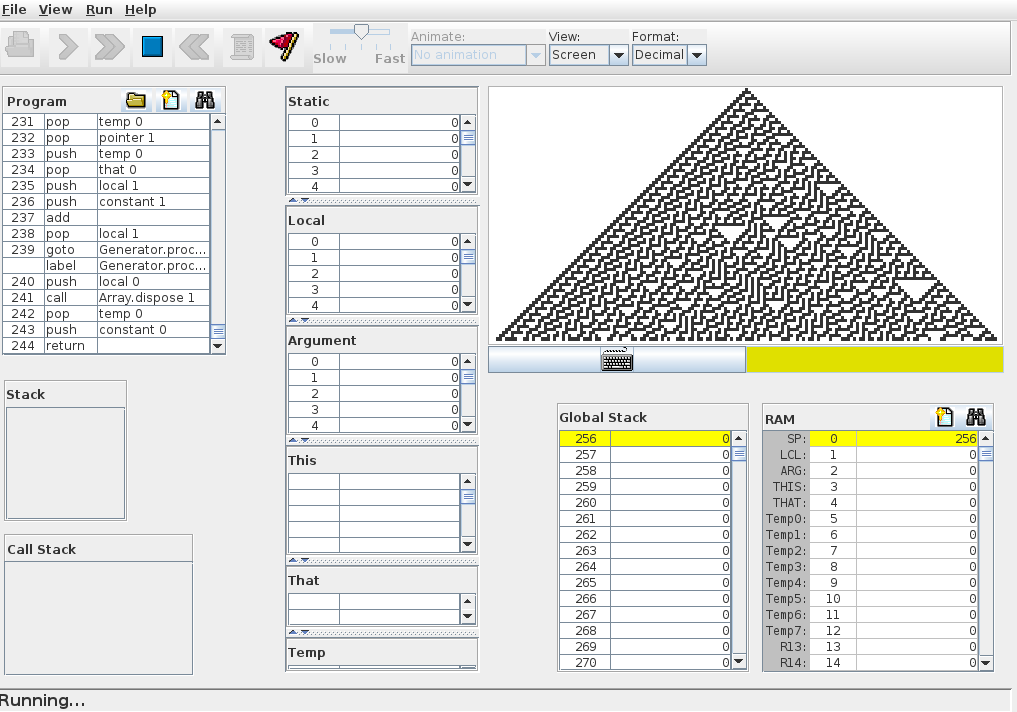 File View Run Help
Slow Fast
Animate:
No animation
View:
Screen
Format:
Decimal
Program
231 pop temp 0
232 pop pointer 1
233 push temp 0
234 pop that 0
235 push local 1
236 push constant 1
237 add
238 pop local 1
239 goto Generator.proc...
label Generator.proc...
240 push local 0
241 call Array.dispose 1
242 pop temp 0
243 push constant 0
244 return
Stack
Call Stack
Static
0 0
1 0
2 0
3 0
4 0
Local
0 0
1 0
2 0
3 0
4 0
Argument
0 0
1 0
2 0
3 0
4 0
This
That
Temp
Global Stack
256 0
257 0
258 0
259 0
260 0
261 0
262 0
263 0
264 0
265 0
266 0
267 0
268 0
269 0
270 0
RAM
SP: 0 256
LCL: 1 0
ARG: 2 0
THIS: 3 0
THAT: 4 0
Temp0: 5 0
Temp1: 6 0
Temp2: 7 0
Temp3: 8 0
Temp4: 9 0
Temp5: 10 0
Temp6: 11 0
Temp7: 12 0
R13: 13 0
R14: 14 0
Running...